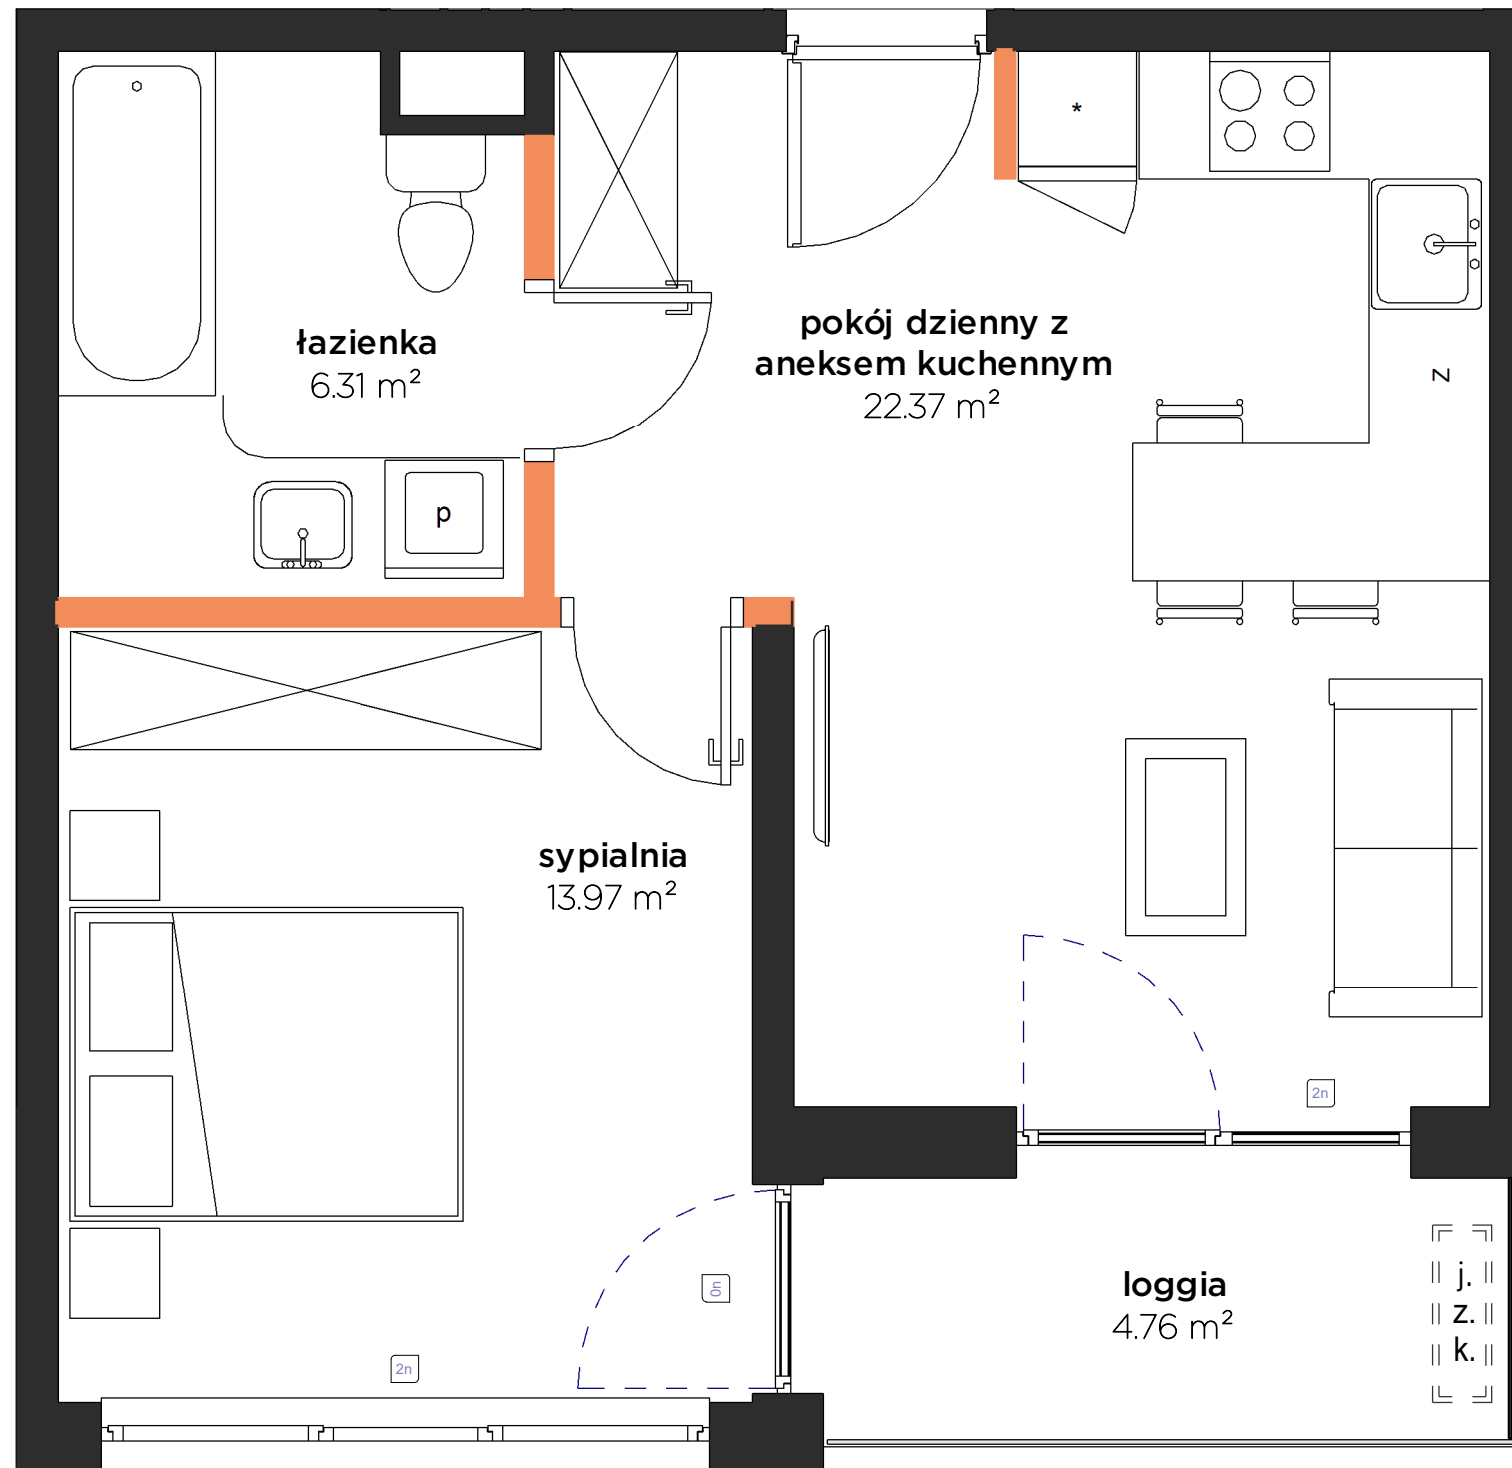 *
łazienka
6.31 m²
pokój dzienny z
aneksem kuchennym
22.37 m²
z
p
sypialnia
13.97 m²
2n
0n
loggia
4.76 m²
j.
z.
k.
2n